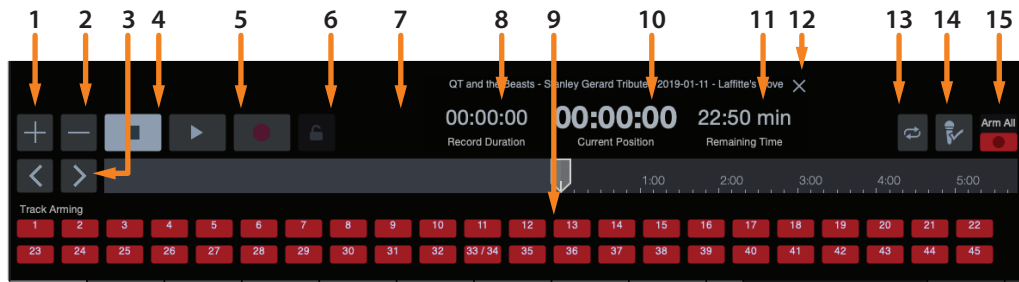 1 2 3 4 5 6 7 8 9 10 11 12 13 14 15
QT and the Beasts - Stanley Gerard Tribute 2019-01-11 - Laffitte's
00:00:00 00:00:00 22:50 min
Record Duration Current Position Remaining Time
Arm All
1:00 2:00 3:00 4:00 5:00
Track Arming
1 2 3 4 5 6 7 8 9 10 11 12 13 14 15 16 17 18 19 20 21 22
23 24 25 26 27 28 29 30 31 32 33 / 34 35 36 37 38 39 40 41 42 43 44 45